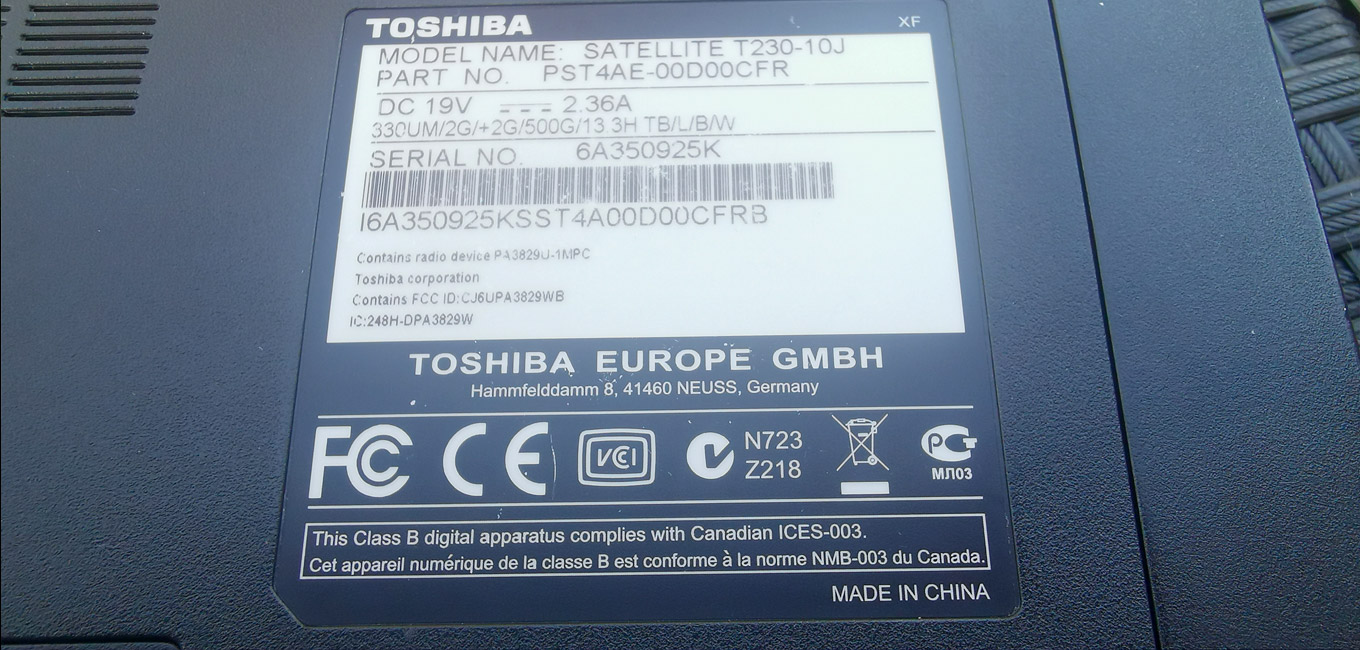 TOSHIBA XF
MODEL NAME: SATELLITE T230-10J
PART NO. PST4AE-00D00CFR
DC 19V ⎓ 2.36A
330UM/2G/+2G/500G/13.3H TB/L/B/W
SERIAL NO. 6A350925K
I6A350925KSST4A00D00CFRB
Contains radio device PA3829U-1MPC
Toshiba corporation
Contains FCC ID:CJ6UPA3829WB
IC:248H-DPA3829W
TOSHIBA EUROPE GMBH
Hammfelddamm 8, 41460 NEUSS, Germany
FC CE VCI N723
Z218
РСТ
МЛ03
This Class B digital apparatus complies with Canadian ICES-003.
Cet appareil numérique de la classe B est conforme à la norme NMB-003 du Canada.
MADE IN CHINA